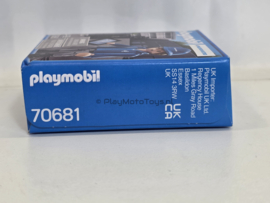 playmobil
© PlayMoToys
70681
UK Importer:
Playmobil UK Ltd.
Regency House
1 Miles Gray Road
Basildon
Essex
SS14 3RW
UK
UK
CA